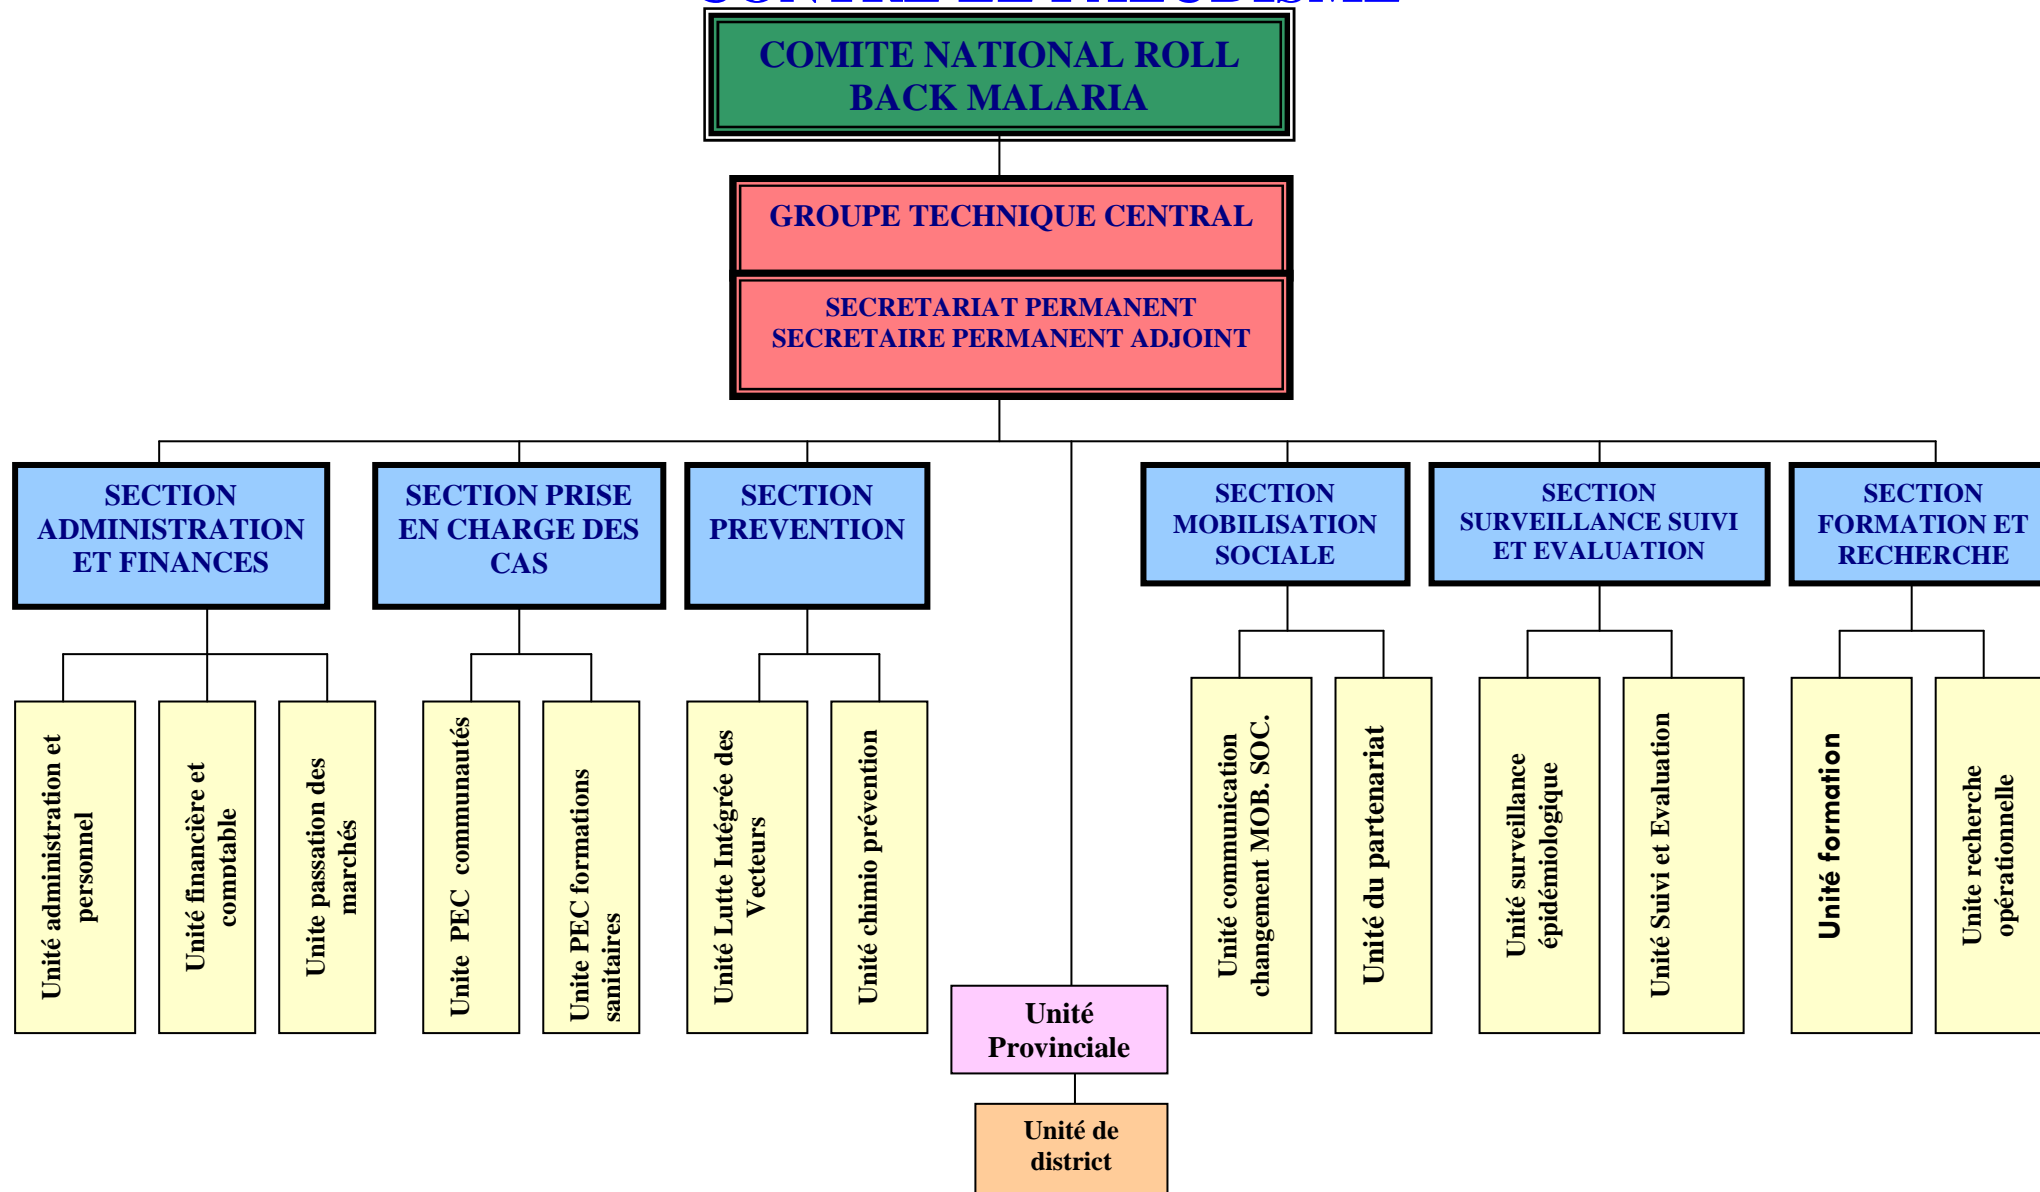 CONTRE LE PALUDISME
COMITE NATIONAL ROLL
BACK MALARIA
GROUPE TECHNIQUE CENTRAL
SECRETARIAT PERMANENT
SECRETAIRE PERMANENT ADJOINT
SECTION
ADMINISTRATION
ET FINANCES
SECTION PRISE
EN CHARGE DES
CAS
SECTION
PREVENTION
SECTION
MOBILISATION
SOCIALE
SECTION
SURVEILLANCE SUIVI
ET EVALUATION
SECTION
FORMATION ET
RECHERCHE
Unité administration et
personnel
Unité financière et
comptable
Unite passation des
marchés
Unite PEC communautés
Unite PEC formations
sanitaires
Unité Lutte Intégrée des
Vecteurs
Unité chimio prévention
Unité communication
changement MOB. SOC.
Unité du partenariat
Unité surveillance
épidémiologique
Unité Suivi et Evaluation
Unité formation
Unite recherche
opérationnelle
Unité
Provinciale
Unité de
district